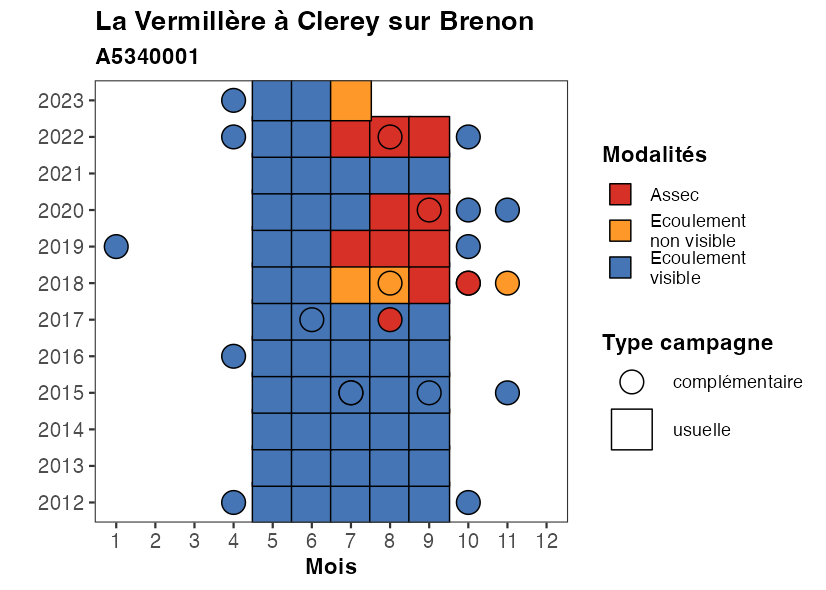 La Vermillère à Clerey sur Brenon
A5340001
2023
2022
2021
2020
2019
2018
2017
2016
2015
2014
2013
2012
1 2 3 4 5 6 7 8 9 10 11 12
Mois
Modalités
Assec
Ecoulement
non visible
Ecoulement
visible
Type campagne
complémentaire
usuelle